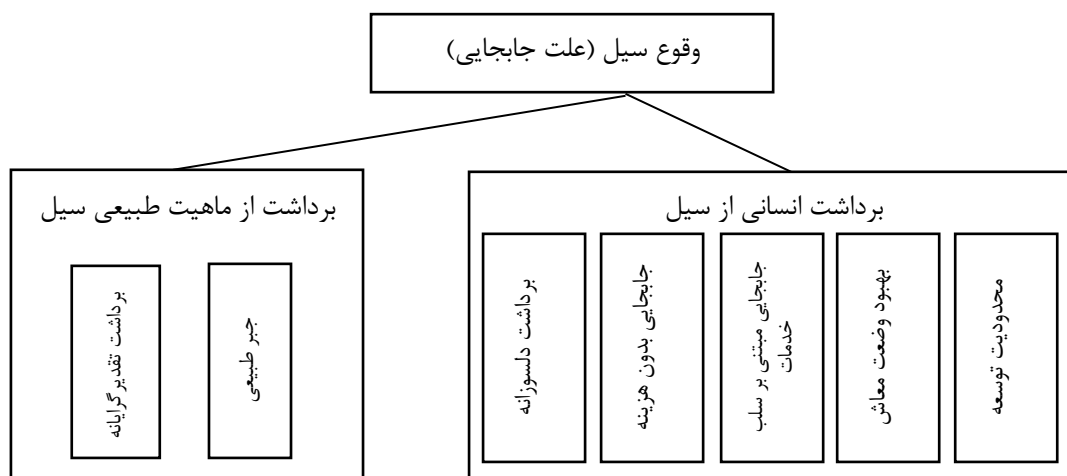 وقوع سیل (علت جابجایی)
برداشت انسانی از سیل
محدودیت توسعه
بهبود وضعت معاش
جابجایی مبتنی بر سلب
خدمات
جابجایی بدون هزینه
برداشت دلسوزانه
برداشت از ماهیت طبیعی سیل
جبر طبیعی
برداشت تقدیرگرایانه